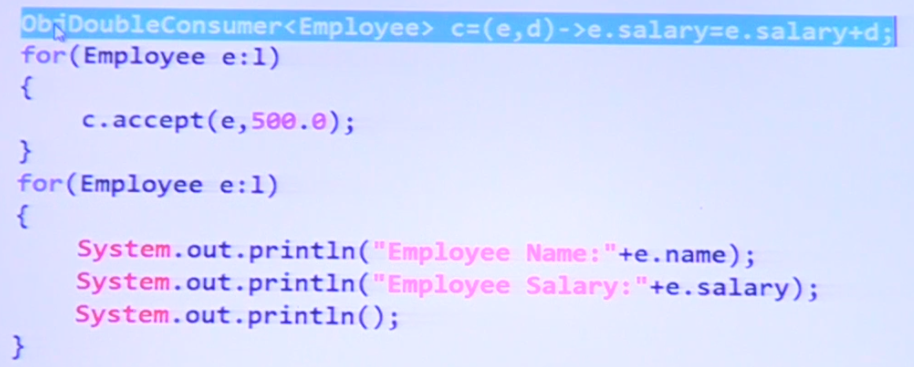 ObjDoubleConsumer<Employee> c=(e,d)->e.salary=e.salary+d;
for(Employee e:l)
{
c.accept(e,500.0);
}
for(Employee e:l)
{
System.out.println("Employee Name:"+e.name);
System.out.println("Employee Salary:"+e.salary);
System.out.println();
}